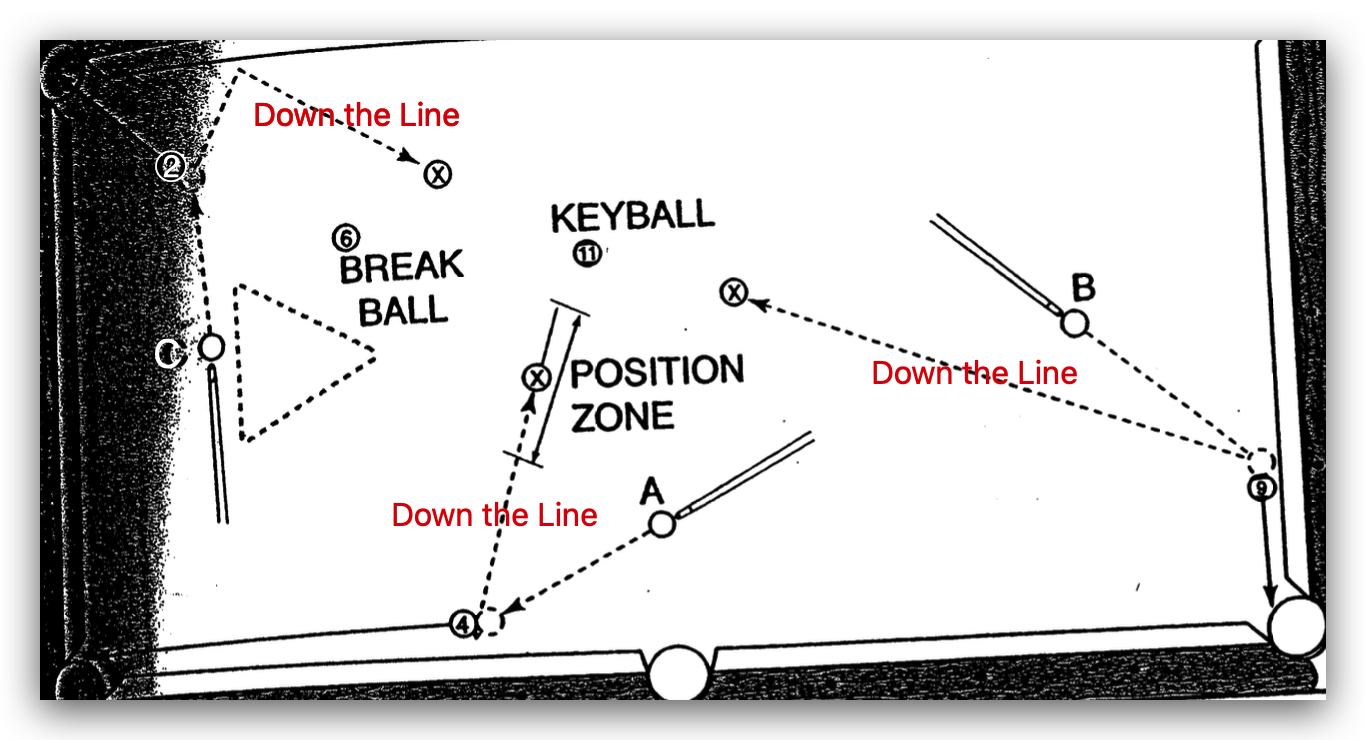 Down the Line
2
X
KEYBALL
11
6
BREAK
BALL
X
B
C
X
POSITION
ZONE
Down the Line
A
Down the Line
9
4